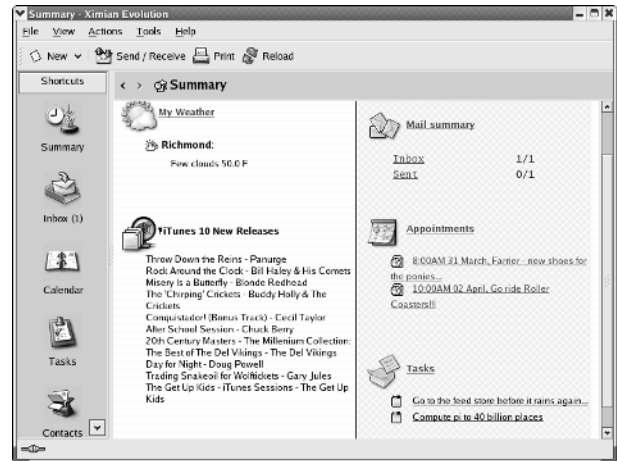 Summary - Ximian Evolution
File View Actions Tools Help
New Send / Receive Print Reload
Shortcuts
Summary
Inbox (1)
Calendar
Tasks
Contacts
Summary
My Weather
Richmond:
Few clouds 50.0 F
iTunes 10 New Releases
Throw Down the Reins - Panurge
Rock Around the Clock - Bill Haley & His Comets
Misery Is a Butterfly - Blonde Redhead
The 'Chirping' Crickets - Buddy Holly & The
Crickets
Conquistador! (Bonus Track) - Cecil Taylor
After School Session - Chuck Berry
20th Century Masters - The Millenium Collection:
The Best of The Del Vikings - The Del Vikings
Day for Night - Doug Powell
Trading Snakeoil for Wolftickets - Gary Jules
The Get Up Kids - iTunes Sessions - The Get Up
Kids
Mail summary
Inbox 1/1
Sent 0/1
Appointments
8:00AM 31 March, Farrier - new shoes for
the ponies...
10:00AM 02 April, Go ride Roller
Coasters!!!
Tasks
Go to the feed store before it rains again...
Compute pi to 40 billion places